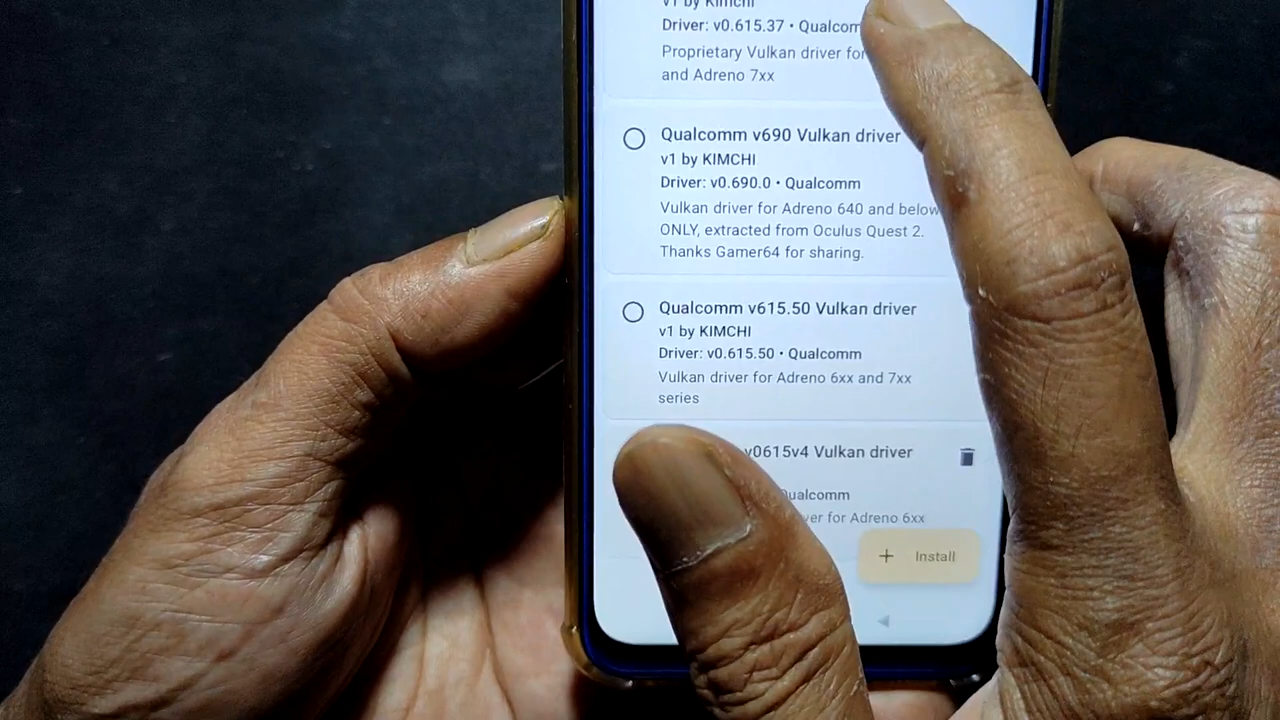 v1 by Kimchi
Driver: v0.615.37 • Qualcom
Proprietary Vulkan driver for
and Adreno 7xx
Qualcomm v690 Vulkan driver
v1 by KIMCHI
Driver: v0.690.0 • Qualcomm
Vulkan driver for Adreno 640 and below
ONLY, extracted from Oculus Quest 2.
Thanks Gamer64 for sharing.
Qualcomm v615.50 Vulkan driver
v1 by KIMCHI
Driver: v0.615.50 • Qualcomm
Vulkan driver for Adreno 6xx and 7xx
series
v0615v4 Vulkan driver
Qualcomm
ver for Adreno 6xx
+ Install